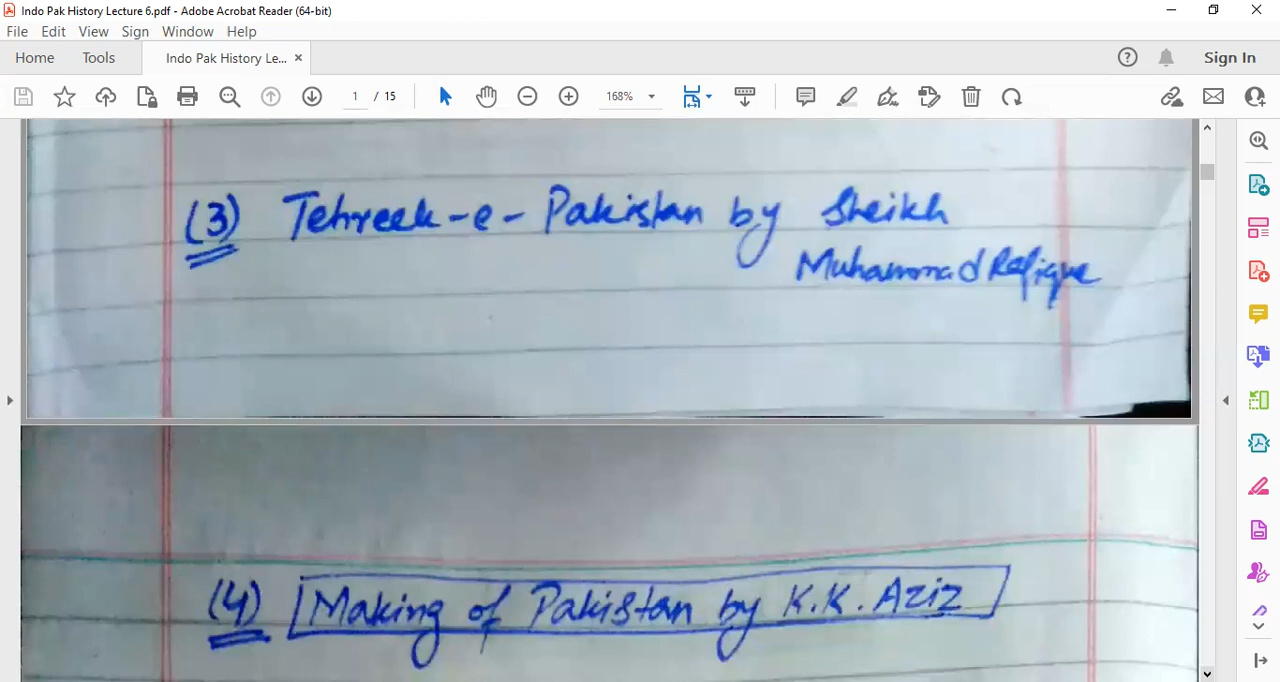 Indo Pak History Lecture 6.pdf - Adobe Acrobat Reader (64-bit)
File Edit View Sign Window Help
Home Tools Indo Pak History Le... × Sign In
1 / 15 168%
(3) Tehreek-e-Pakistan by Sheikh
Muhammad Rafique
(4) Making of Pakistan by K.K. Aziz